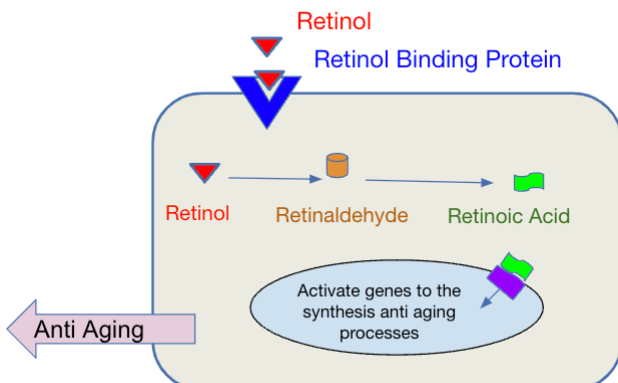 Retinol
Retinol Binding Protein
Retinol
Retinaldehyde
Retinoic Acid
Activate genes to the
synthesis anti aging
processes
Anti Aging